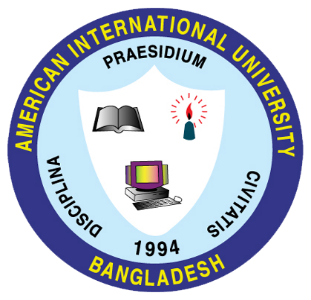 AMERICAN INTERNATIONAL UNIVERSITY
PRAESIDIUM
DISCIPLINA
CIVITATIS
1994
BANGLADESH